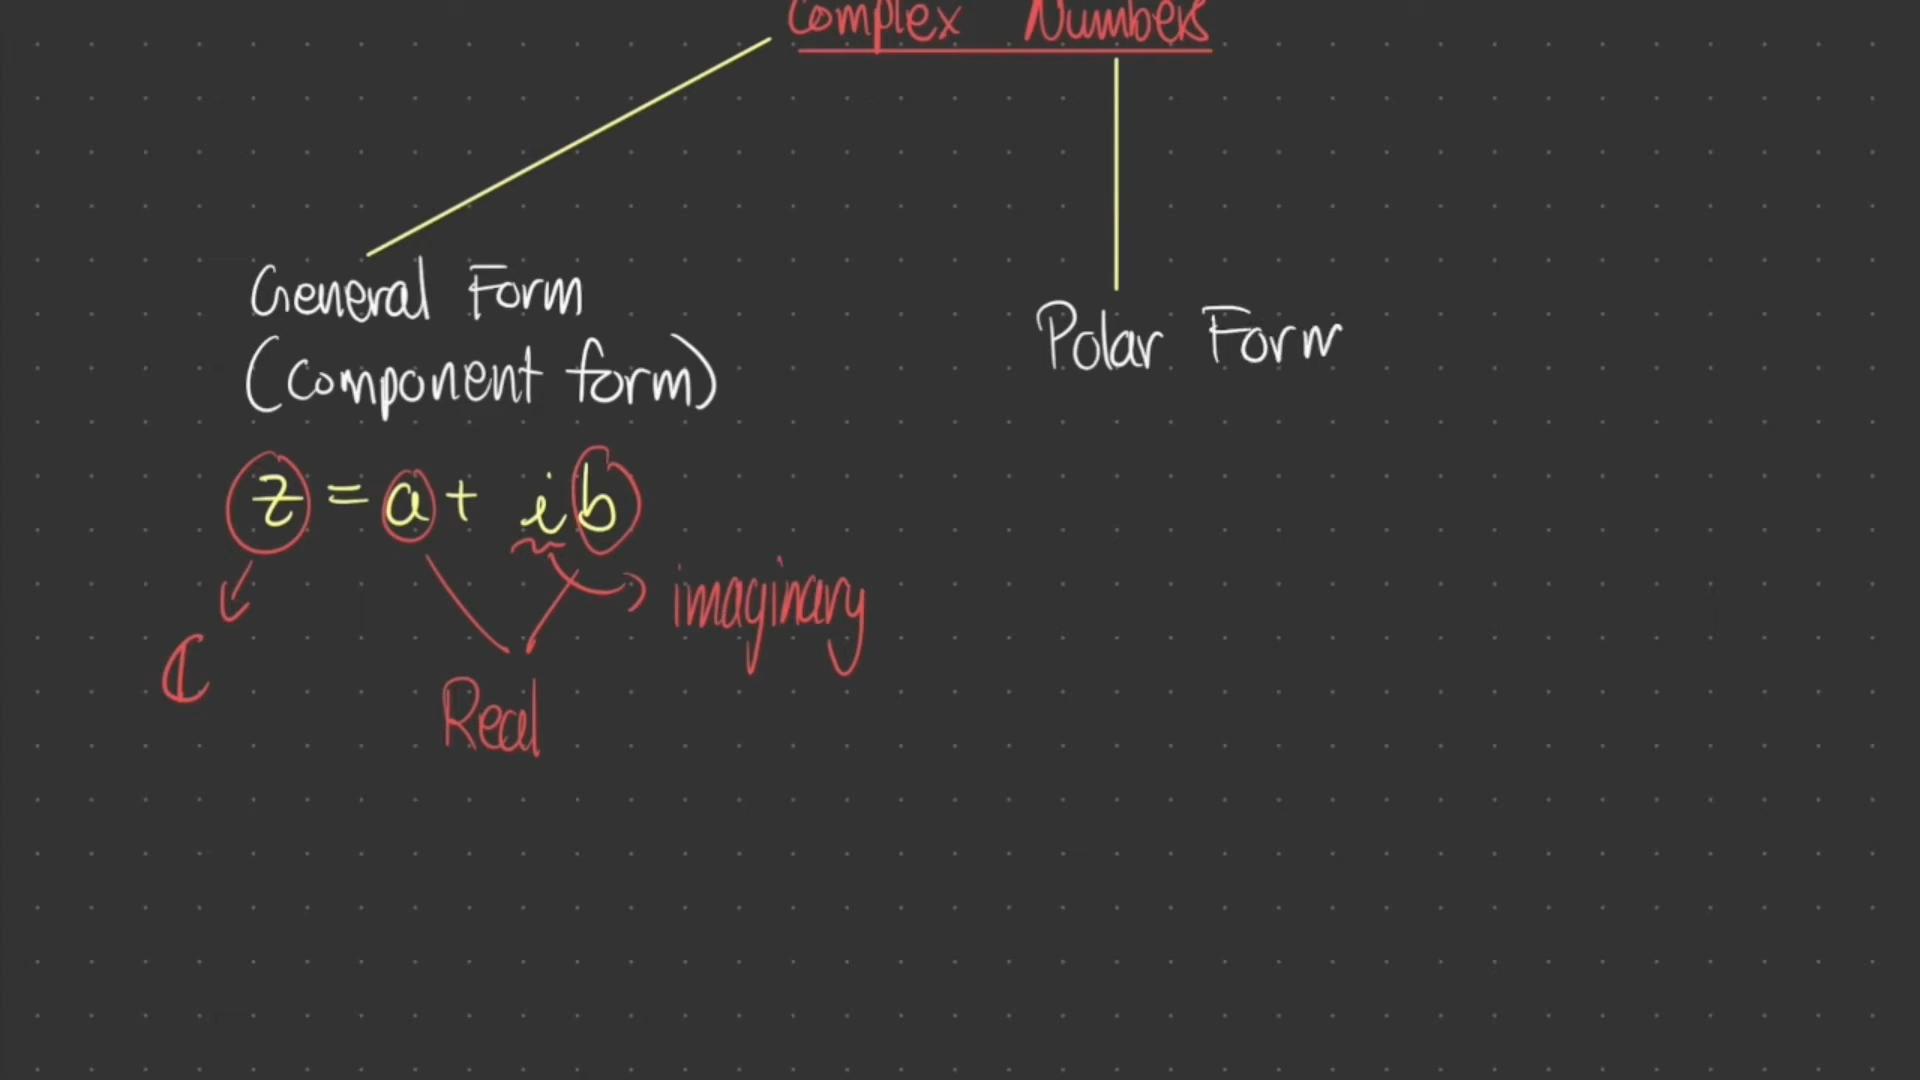 Complex Numbers
General Form
(component form)
Polar Form
z = a + ib
imaginary
ℂ
Real